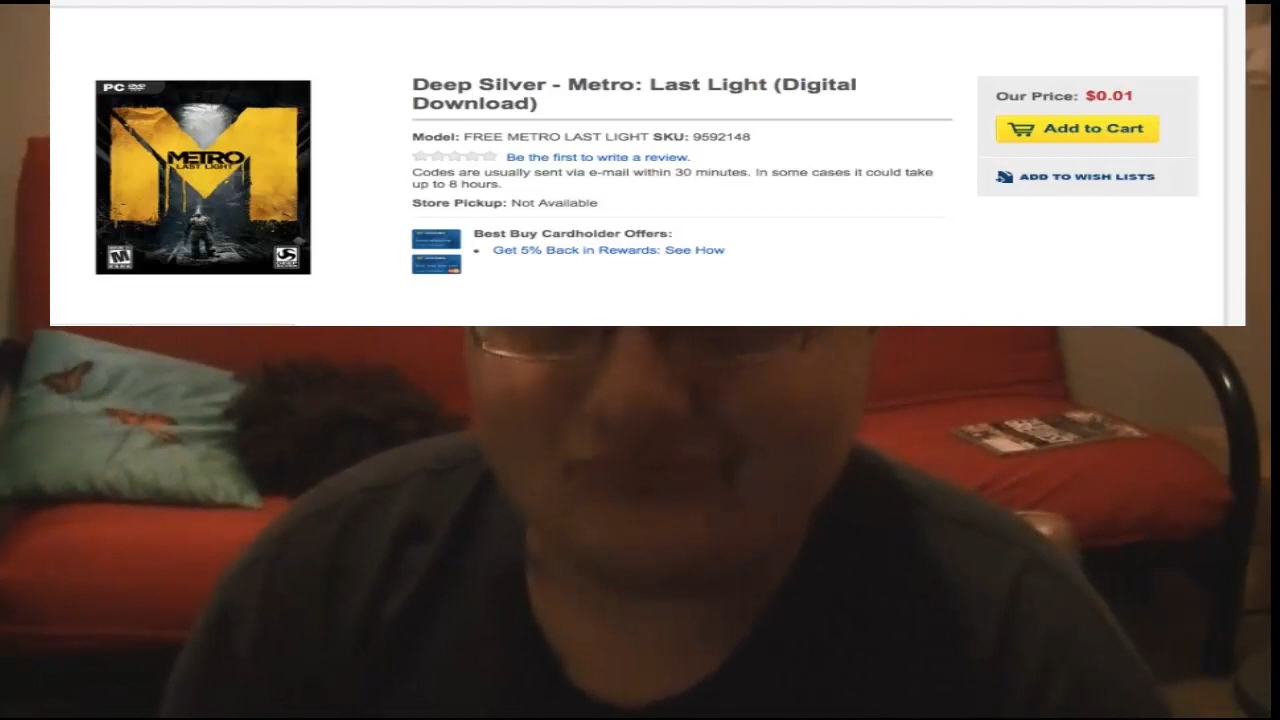 PC DVD
METRO
LAST LIGHT
M
Deep Silver - Metro: Last Light (Digital
Download)
Model: FREE METRO LAST LIGHT SKU: 9592148
Be the first to write a review.
Codes are usually sent via e-mail within 30 minutes. In some cases it could take
up to 8 hours.
Store Pickup: Not Available
Best Buy Cardholder Offers:
• Get 5% Back in Rewards: See How
Our Price: $0.01
Add to Cart
ADD TO WISH LISTS